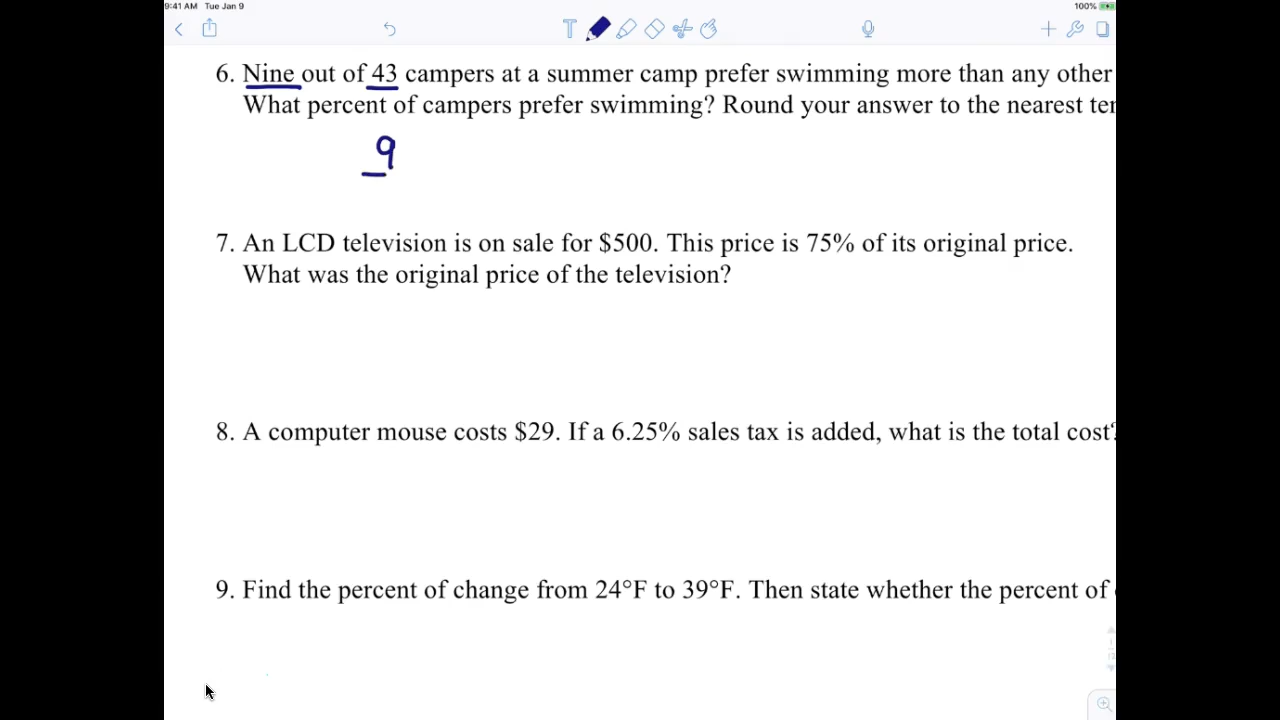 9:41 AM Tue Jan 9
100%
6. Nine out of 43 campers at a summer camp prefer swimming more than any other
What percent of campers prefer swimming? Round your answer to the nearest
9
7. An LCD television is on sale for $500. This price is 75% of its original price.
What was the original price of the television?
8. A computer mouse costs $29. If a 6.25% sales tax is added, what is the total cost?
9. Find the percent of change from 24°F to 39°F. Then state whether the percent of